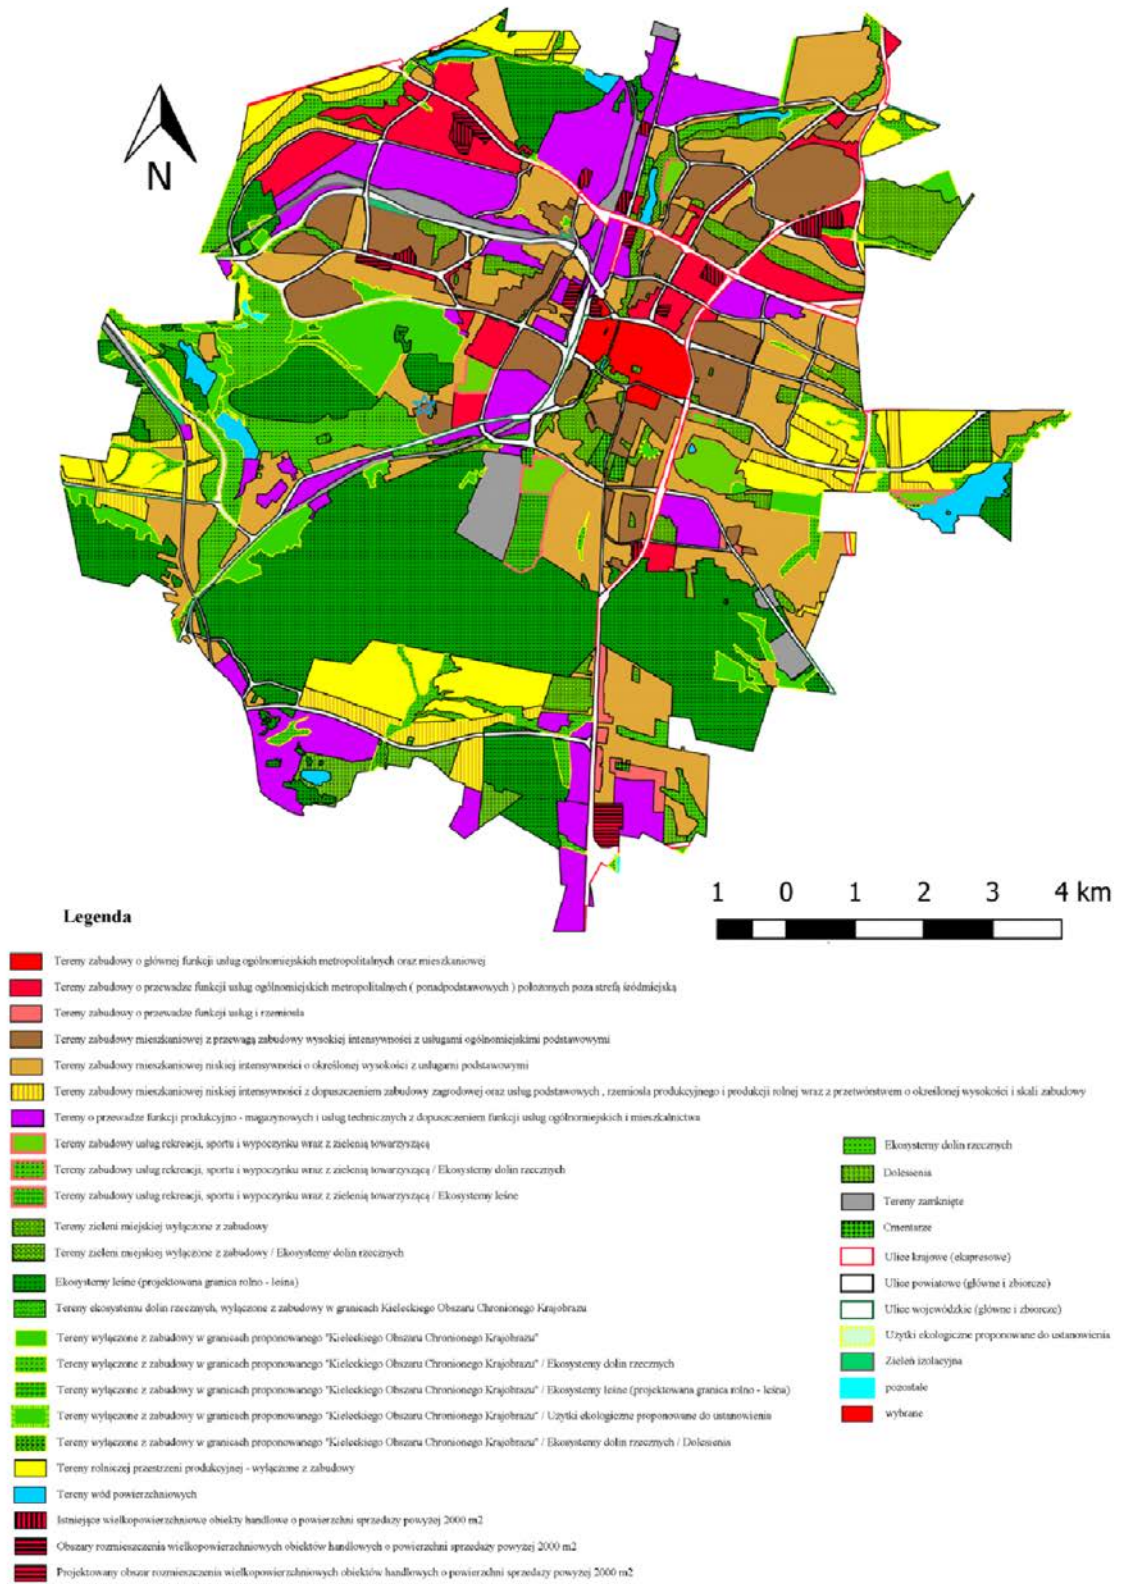 N
1 0 1 2 3 4 km
Legenda
Tereny zabudowy o głównej funkcji usług ogólnomiejskich metropolitalnych oraz mieszkaniowej
Tereny zabudowy o przewadze funkcji usług ogólnomiejskich metropolitalnych ( ponadpodstawowych ) położonych poza strefą śródmiejską
Tereny zabudowy o przewadze funkcji usług i rzemiosła
Tereny zabudowy mieszkaniowej z przewagą zabudowy wysokiej intensywności z usługami ogólnomiejskimi podstawowymi
Tereny zabudowy mieszkaniowej niskiej intensywności o określonej wysokości z usługami podstawowymi
Tereny zabudowy mieszkaniowej niskiej intensywności z dopuszczeniem zabudowy zagrodowej oraz usług podstawowych , rzemiosła produkcyjnego i produkcji rolnej wraz z przetwórstwem o określonej wysokości i skali zabudowy
Tereny o przewadze funkcji produkcyjno - magazynowych i usług technicznych z dopuszczeniem funkcji usług ogólnomiejskich i mieszkalnictwa
Tereny zabudowy usług rekreacji, sportu i wypoczynku wraz z zielenią towarzyszącą
Tereny zabudowy usług rekreacji, sportu i wypoczynku wraz z zielenią towarzyszącą / Ekosystemy dolin rzecznych
Tereny zabudowy usług rekreacji, sportu i wypoczynku wraz z zielenią towarzyszącą / Ekosystemy leśne
Tereny zieleni miejskiej wyłączone z zabudowy
Tereny zieleni miejskiej wyłączone z zabudowy / Ekosystemy dolin rzecznych
Ekosystemy leśne (projektowana granica rolno - leśna)
Tereny ekosystemu dolin rzecznych, wyłączone z zabudowy w granicach Kieleckiego Obszaru Chronionego Krajobrazu
Tereny wyłączone z zabudowy w granicach proponowanego "Kieleckiego Obszaru Chronionego Krajobrazu"
Tereny wyłączone z zabudowy w granicach proponowanego "Kieleckiego Obszaru Chronionego Krajobrazu" / Ekosystemy dolin rzecznych
Tereny wyłączone z zabudowy w granicach proponowanego "Kieleckiego Obszaru Chronionego Krajobrazu" / Ekosystemy leśne (projektowana granica rolno - leśna)
Tereny wyłączone z zabudowy w granicach proponowanego "Kieleckiego Obszaru Chronionego Krajobrazu" / Użytki ekologiczne proponowane do ustanowienia
Tereny wyłączone z zabudowy w granicach proponowanego "Kieleckiego Obszaru Chronionego Krajobrazu" / Ekosystemy dolin rzecznych / Dolesienia
Tereny rolniczej przestrzeni produkcyjnej - wyłączone z zabudowy
Tereny wód powierzchniowych
Istniejące wielkopowierzchniowe obiekty handlowe o powierzchni sprzedaży powyżej 2000 m2
Obszary rozmieszczenia wielkopowierzchniowych obiektów handlowych o powierzchni sprzedaży powyżej 2000 m2
Projektowany obszar rozmieszczenia wielkopowierzchniowych obiektów handlowych o powierzchni sprzedaży powyżej 2000 m2
Ekosystemy dolin rzecznych
Dolesienia
Tereny zamknięte
Cmentarze
Ulice krajowe (ekspresowe)
Ulice powiatowe (główne i zbiorcze)
Ulice wojewódzkie (główne i zbiorcze)
Użytki ekologiczne proponowane do ustanowienia
Zieleń izolacyjna
pozostałe
wybrane